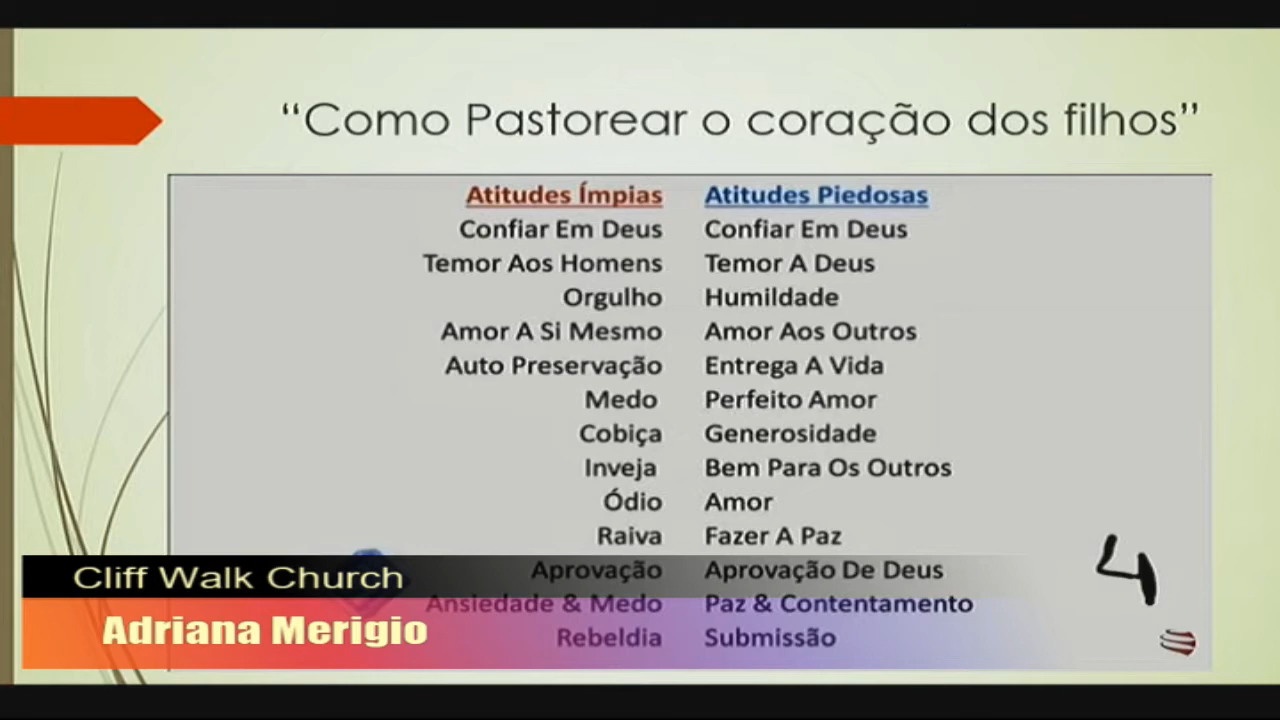 “Como Pastorear o coração dos filhos”
Atitudes Ímpias Atitudes Piedosas
Confiar Em Deus Confiar Em Deus
Temor Aos Homens Temor A Deus
Orgulho Humildade
Amor A Si Mesmo Amor Aos Outros
Auto Preservação Entrega A Vida
Medo Perfeito Amor
Cobiça Generosidade
Inveja Bem Para Os Outros
Ódio Amor
Raiva Fazer A Paz
Aprovação Aprovação De Deus
Ansiedade & Medo Paz & Contentamento
Rebeldia Submissão
4
Cliff Walk Church
Adriana Merigio